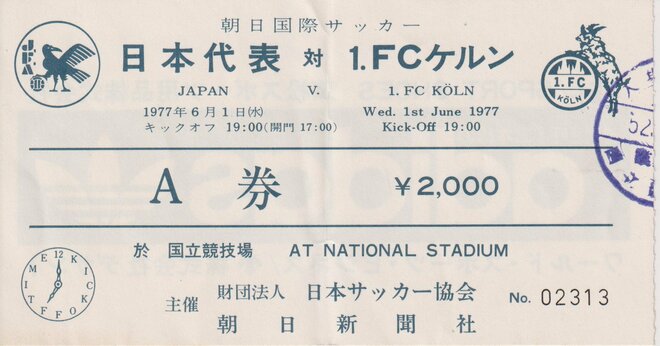 朝日国際サッカー
JFA
日本代表 対 1.FCケルン
1.FC KÖLN
JAPAN V. 1. FC KÖLN
1977年6月1日(水) Wed. 1st June 1977
キックオフ 19:00(開門 17:00) Kick-Off 19:00
52.
A 券 ¥2,000
於 国立競技場 AT NATIONAL STADIUM
KICK OFF TIME
12
主催 財団法人 日本サッカー協会
朝日新聞社
No. 02313